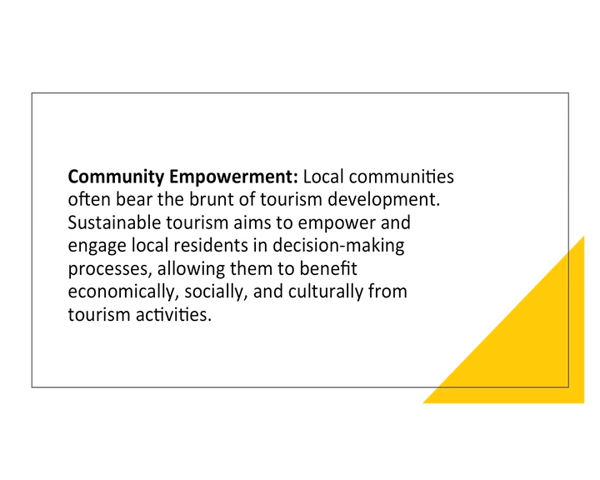 Community Empowerment: Local communities
often bear the brunt of tourism development.
Sustainable tourism aims to empower and
engage local residents in decision-making
processes, allowing them to benefit
economically, socially, and culturally from
tourism activities.